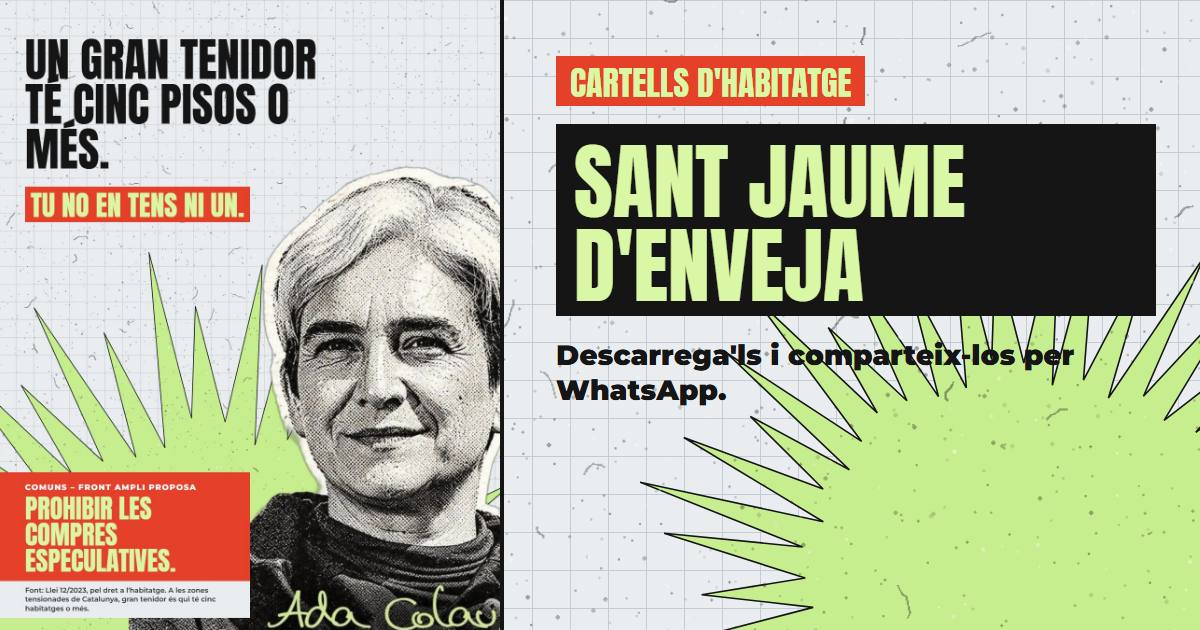 UN GRAN TENIDOR
TÉ CINC PISOS O
MÉS.
TU NO EN TENS NI UN.
COMUNS – FRONT AMPLI PROPOSA
PROHIBIR LES
COMPRES
ESPECULATIVES.
Font: Llei 12/2023, pel dret a l'habitatge. A les zones
tensionades de Catalunya, gran tenidor és qui té cinc
habitatges o més.
Ada Colau
CARTELLS D'HABITATGE
SANT JAUME
D'ENVEJA
Descarrega'ls i comparteix-los per
WhatsApp.